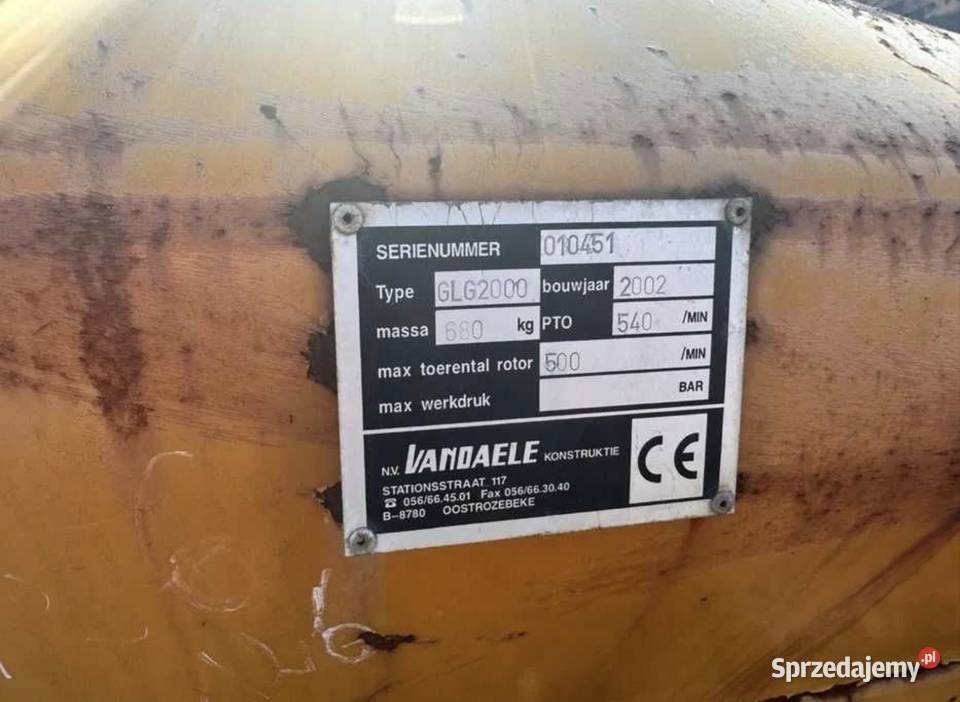 SERIENUMMER 010451
Type GLG2000 bouwjaar 2002
massa 680 kg PTO 540 /MIN
max toerental rotor 500 /MIN
max werkdruk BAR
N.V. VANDAELE KONSTRUKTIE
STATIONSSTRAAT 117
☎ 056/66.45.01 Fax 056/66.30.40
B-8780 OOSTROZEBEKE
CE
Sprzedajemy.pl